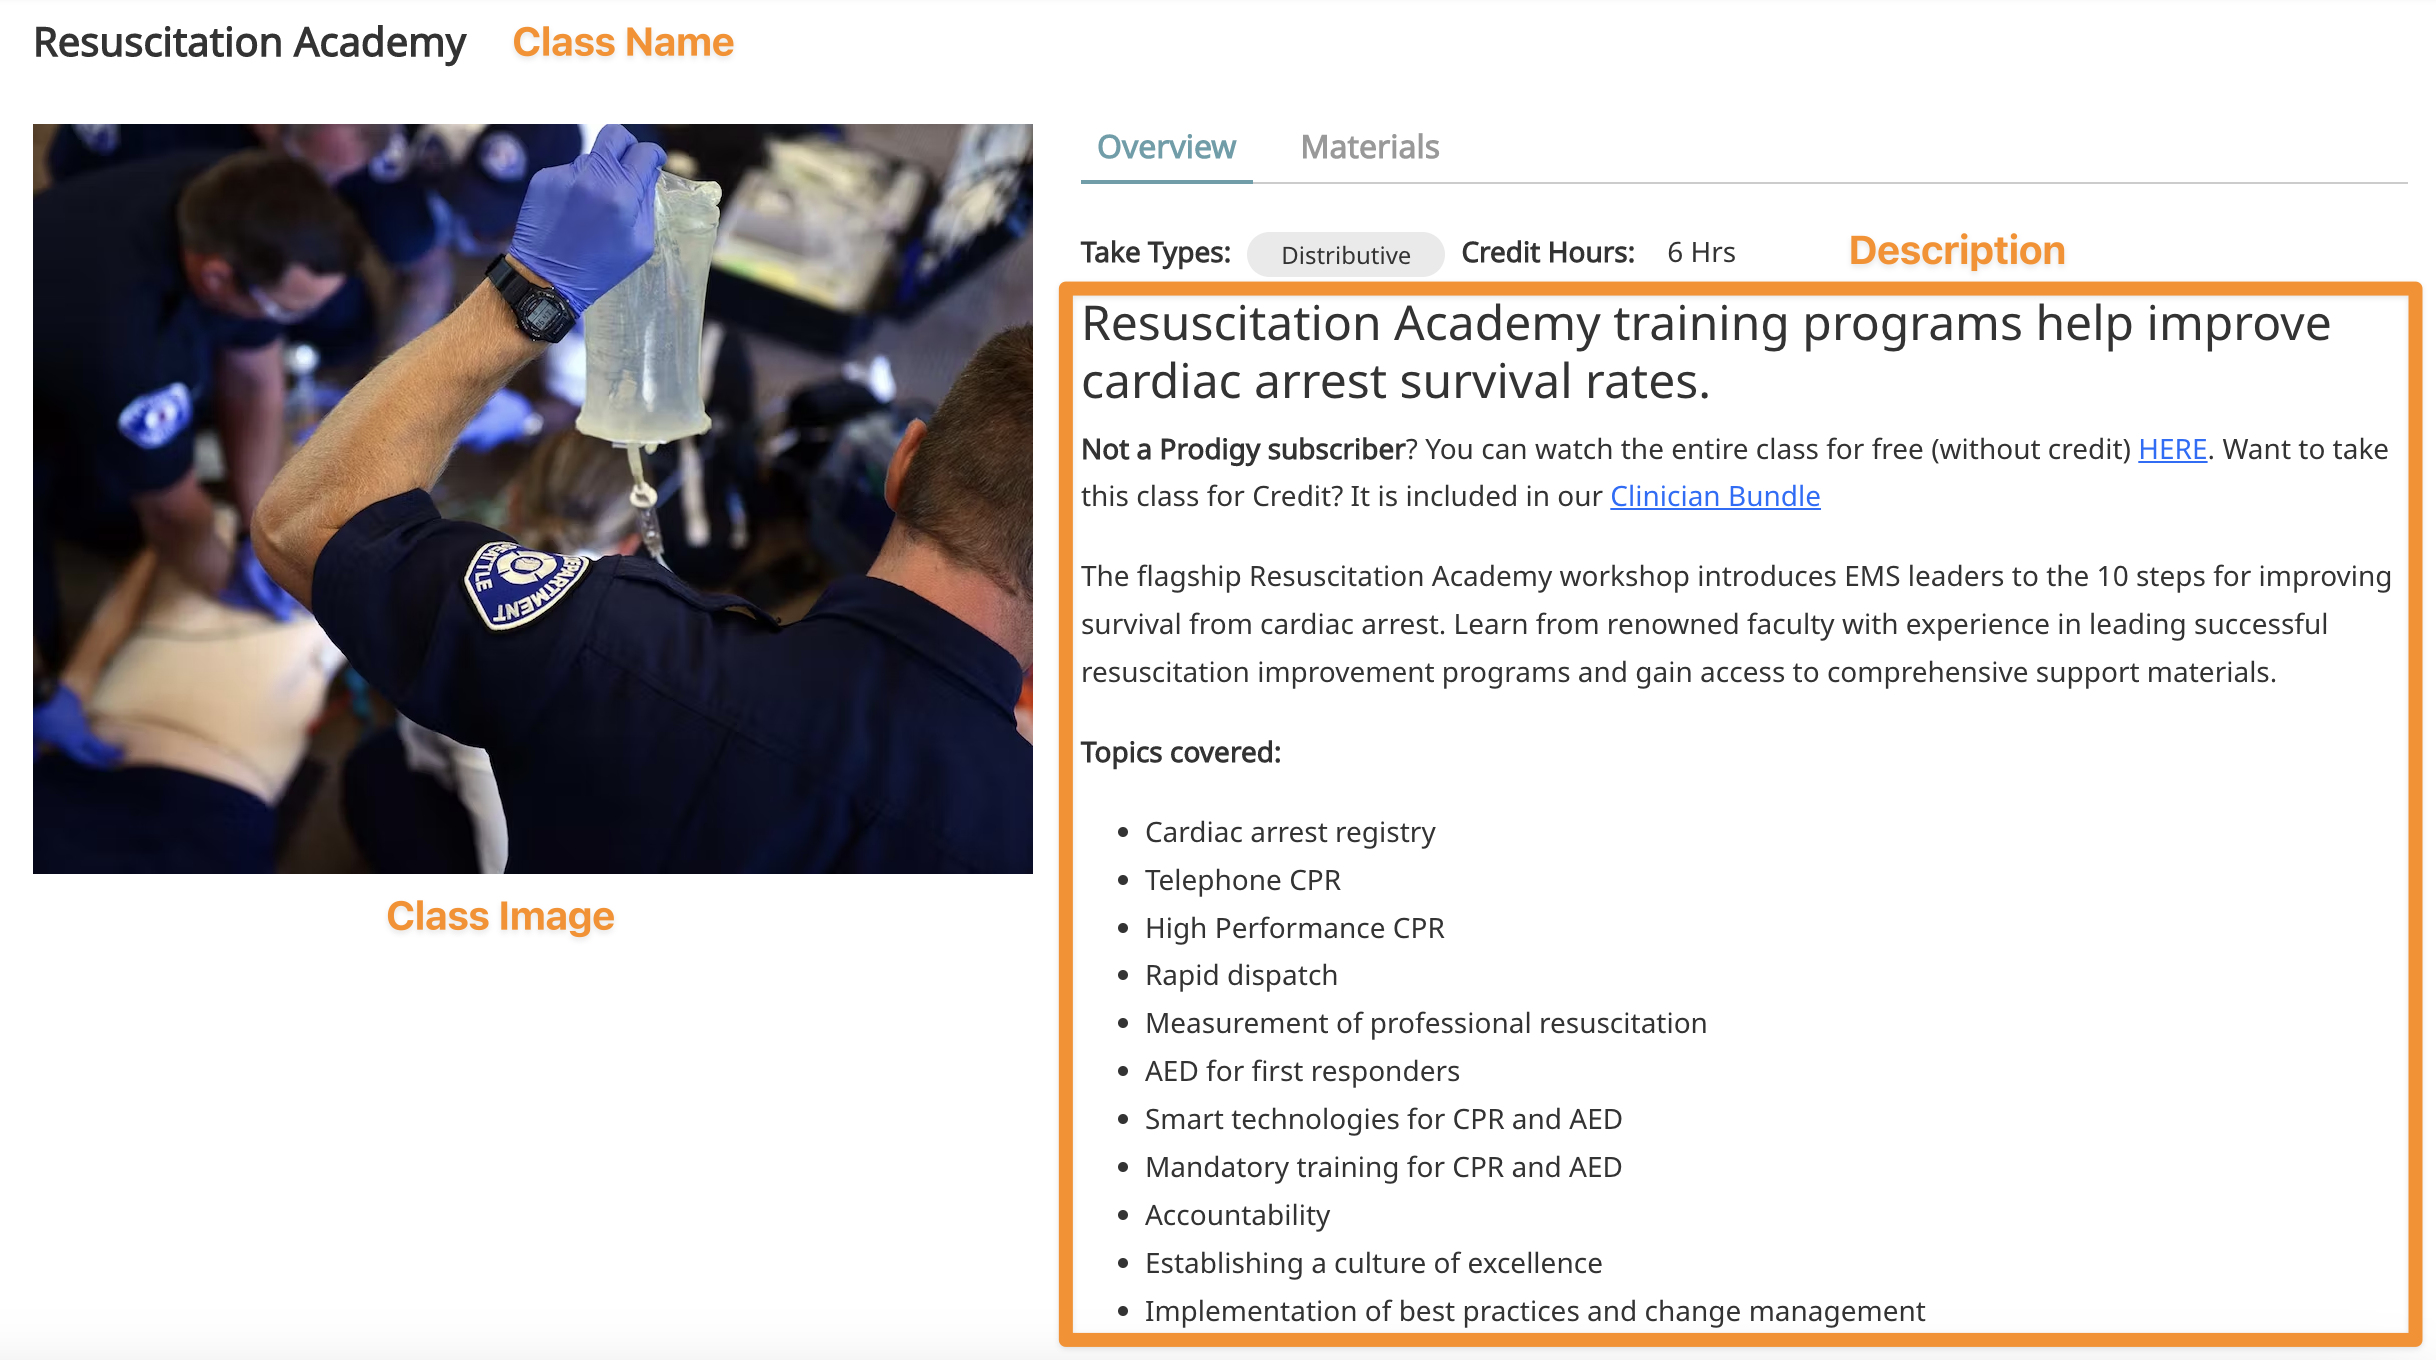 Resuscitation Academy Class Name
Overview Materials
Take Types: Distributive Credit Hours: 6 Hrs Description
Resuscitation Academy training programs help improve
cardiac arrest survival rates.
Not a Prodigy subscriber? You can watch the entire class for free (without credit) HERE. Want to take
this class for Credit? It is included in our Clinician Bundle
The flagship Resuscitation Academy workshop introduces EMS leaders to the 10 steps for improving
survival from cardiac arrest. Learn from renowned faculty with experience in leading successful
resuscitation improvement programs and gain access to comprehensive support materials.
Topics covered:
• Cardiac arrest registry
• Telephone CPR
• High Performance CPR
• Rapid dispatch
• Measurement of professional resuscitation
• AED for first responders
• Smart technologies for CPR and AED
• Mandatory training for CPR and AED
• Accountability
• Establishing a culture of excellence
• Implementation of best practices and change management
SEATTLE
Class Image